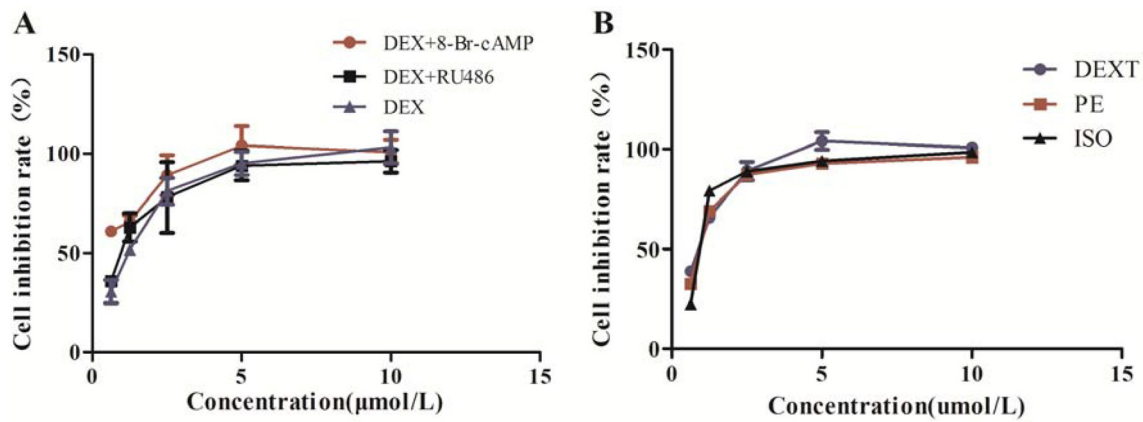 A
DEX+8-Br-cAMP
DEX+RU486
DEX
Cell inhibition rate (%)
150
100
50
0
0 5 10 15
Concentration(μmol/L)
B
DEXT
PE
ISO
Cell inhibition rate (%)
150
100
50
0
0 5 10 15
Concentration(umol/L)